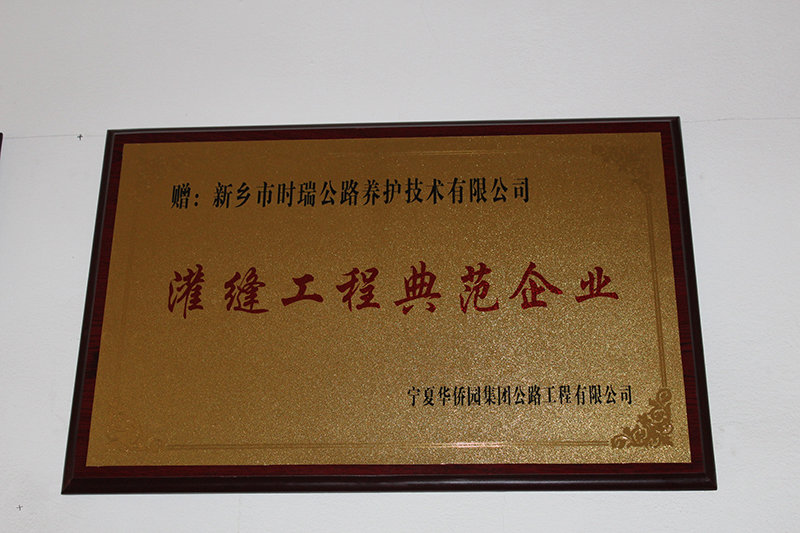 赠：新乡市时瑞公路养护技术有限公司
灌缝工程典范企业
宁夏华侨园集团公路工程有限公司